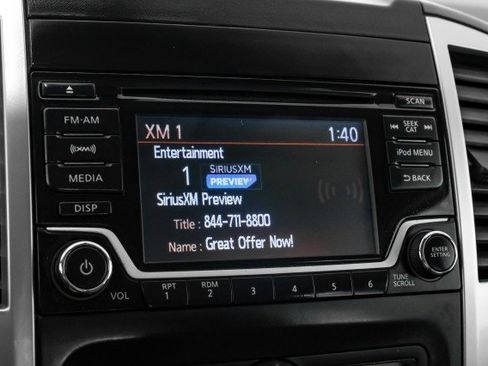 SCAN
FM·AM
XM 1 1:40
SEEK
CAT
((XM))
Entertainment
1 SIRIUSXM
PREVIEW
iPod MENU
MEDIA
BACK
SiriusXM Preview
DISP
Title : 844-711-8800
Name : Great Offer Now!
ENTER
SETTING
VOL
RPT
1
RDM
2
3
4
5
6
TUNE
SCROLL